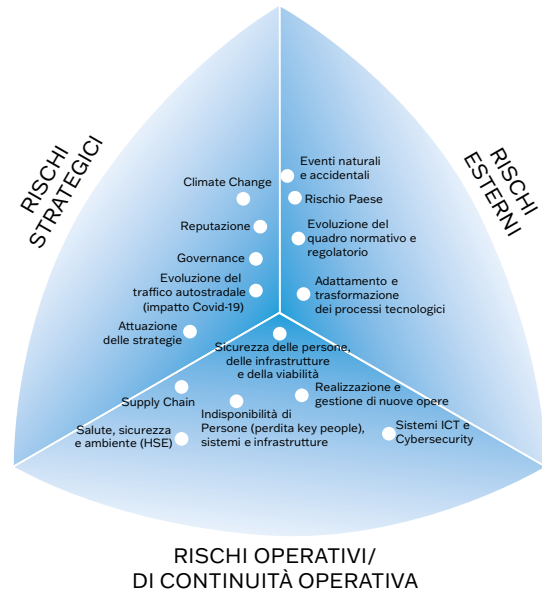 RISCHI
STRATEGICI
RISCHI
ESTERNI
Climate Change
Reputazione
Governance
Evoluzione del
traffico autostradale
(impatto Covid-19)
Attuazione
delle strategie
Eventi naturali
e accidentali
Rischio Paese
Evoluzione del
quadro normativo e
regolatorio
Adattamento e
trasformazione
dei processi tecnologici
Sicurezza delle persone,
delle infrastrutture
e della viabilità
Supply Chain
Salute, sicurezza
e ambiente (HSE)
Indisponibilità di
Persone (perdita key people),
sistemi e infrastrutture
Realizzazione e
gestione di nuove opere
Sistemi ICT e
Cybersecurity
RISCHI OPERATIVI/
DI CONTINUITÀ OPERATIVA